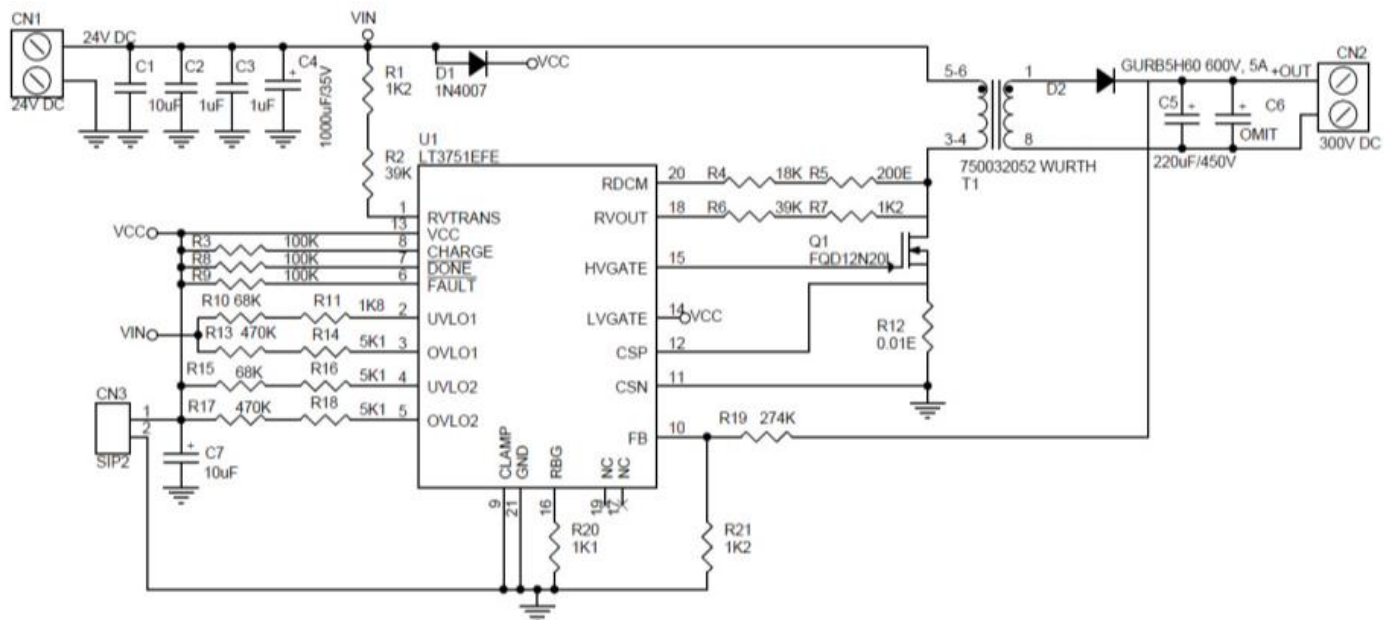 CN1
24V DC
24V DC
C1
10uF
C2
1uF
C3
1uF
C4
+
1000uF/35V
VIN
R1
1K2
D1
1N4007
VCC
R2
39K
U1
LT3751EFE
1
RVTRANS
13
VCC
8
CHARGE
7
DONE
6
FAULT
2
UVLO1
3
OVLO1
4
UVLO2
5
OVLO2
20
RDCM
18
RVOUT
15
HVGATE
14
LVGATE
VCC
12
CSP
11
CSN
10
FB
9
CLAMP
21
GND
16
RBG
19
NC
17
NC
VCC
R3 100K
R8 100K
R9 100K
VIN
R10 68K R11 1K8
R13 470K R14 5K1
R15 68K R16 5K1
R17 470K R18 5K1
CN3
1
2
SIP2
+
C7
10uF
R4 18K R5 200E
R6 39K R7 1K2
Q1
FQD12N20L
R12
0.01E
R19 274K
R20
1K1
R21
1K2
5-6
3-4
1
8
750032052 WURTH
T1
D2
GURB5H60 600V, 5A
+OUT
C5
+
220uF/450V
+
C6
OMIT
CN2
300V DC